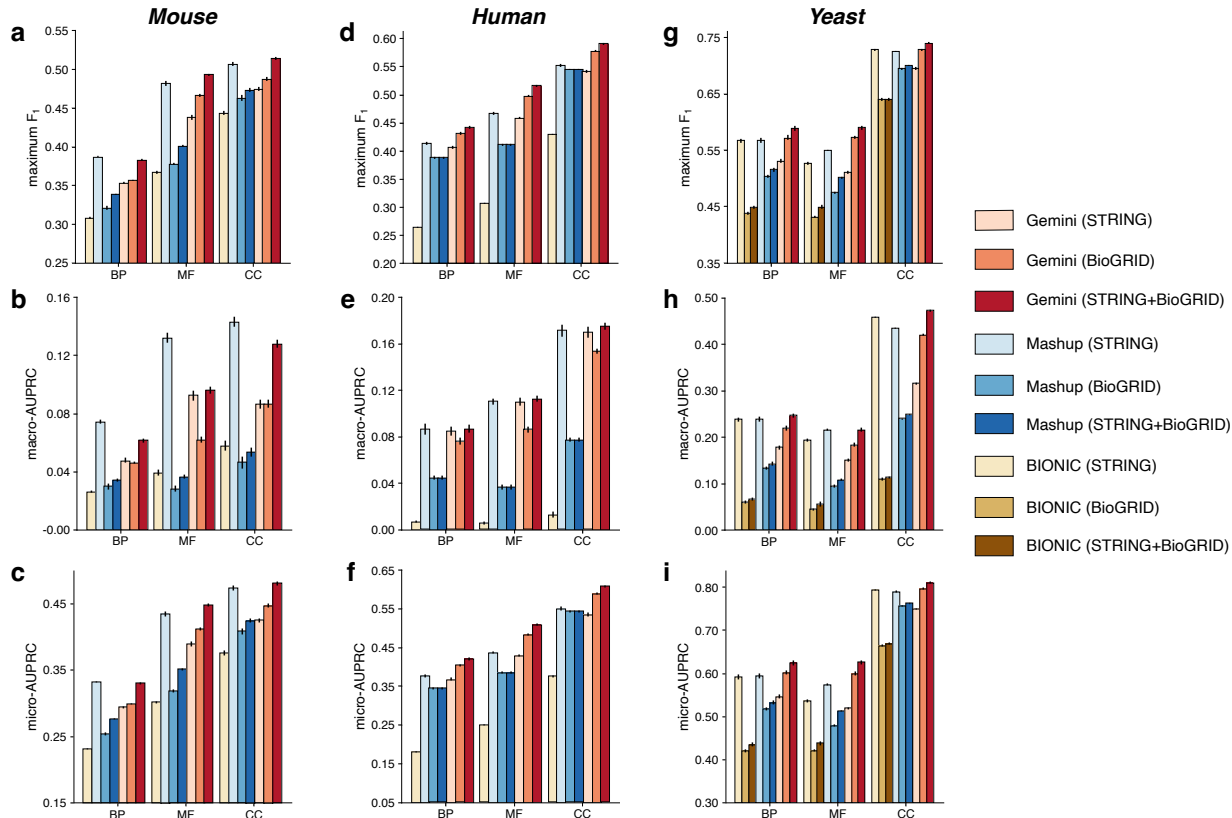 Mouse
Human
Yeast
a
maximum F1
0.55
0.50
0.45
0.40
0.35
0.30
0.25
BP
MF
CC
d
maximum F1
0.60
0.55
0.50
0.45
0.40
0.35
0.30
0.25
0.20
BP
MF
CC
g
maximum F1
0.75
0.65
0.55
0.45
0.35
BP
MF
CC
b
macro-AUPRC
0.16
0.12
0.08
0.04
-0.00
BP
MF
CC
e
macro-AUPRC
0.20
0.16
0.12
0.08
0.04
0.00
BP
MF
CC
h
macro-AUPRC
0.50
0.40
0.30
0.20
0.10
0.00
BP
MF
CC
c
micro-AUPRC
0.45
0.35
0.25
0.15
BP
MF
CC
f
micro-AUPRC
0.65
0.55
0.45
0.35
0.25
0.15
0.05
BP
MF
CC
i
micro-AUPRC
0.80
0.70
0.60
0.50
0.40
0.30
BP
MF
CC
Gemini (STRING)
Gemini (BioGRID)
Gemini (STRING+BioGRID)
Mashup (STRING)
Mashup (BioGRID)
Mashup (STRING+BioGRID)
BIONIC (STRING)
BIONIC (BioGRID)
BIONIC (STRING+BioGRID)